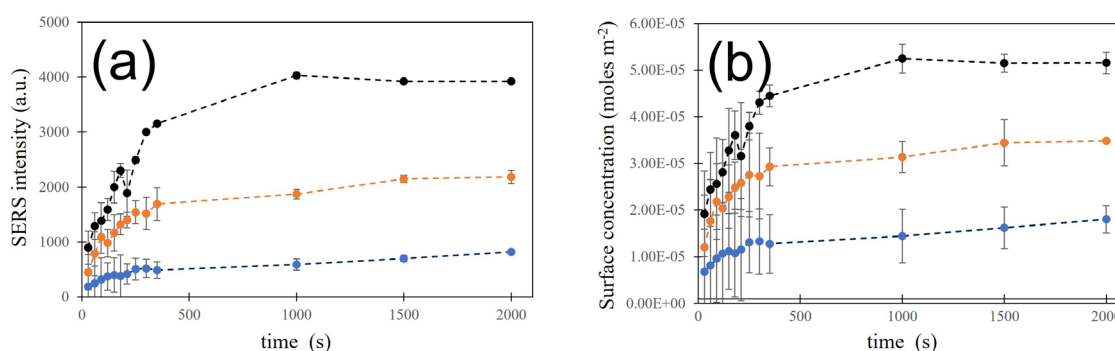 (a)
SERS intensity (a.u.)
5000
4000
3000
2000
1000
0
0 500 1000 1500 2000
time (s)
(b)
Surface concentration (moles m-2)
6.00E-05
5.00E-05
4.00E-05
3.00E-05
2.00E-05
1.00E-05
0.00E+00
0 500 1000 1500 2000
time (s)